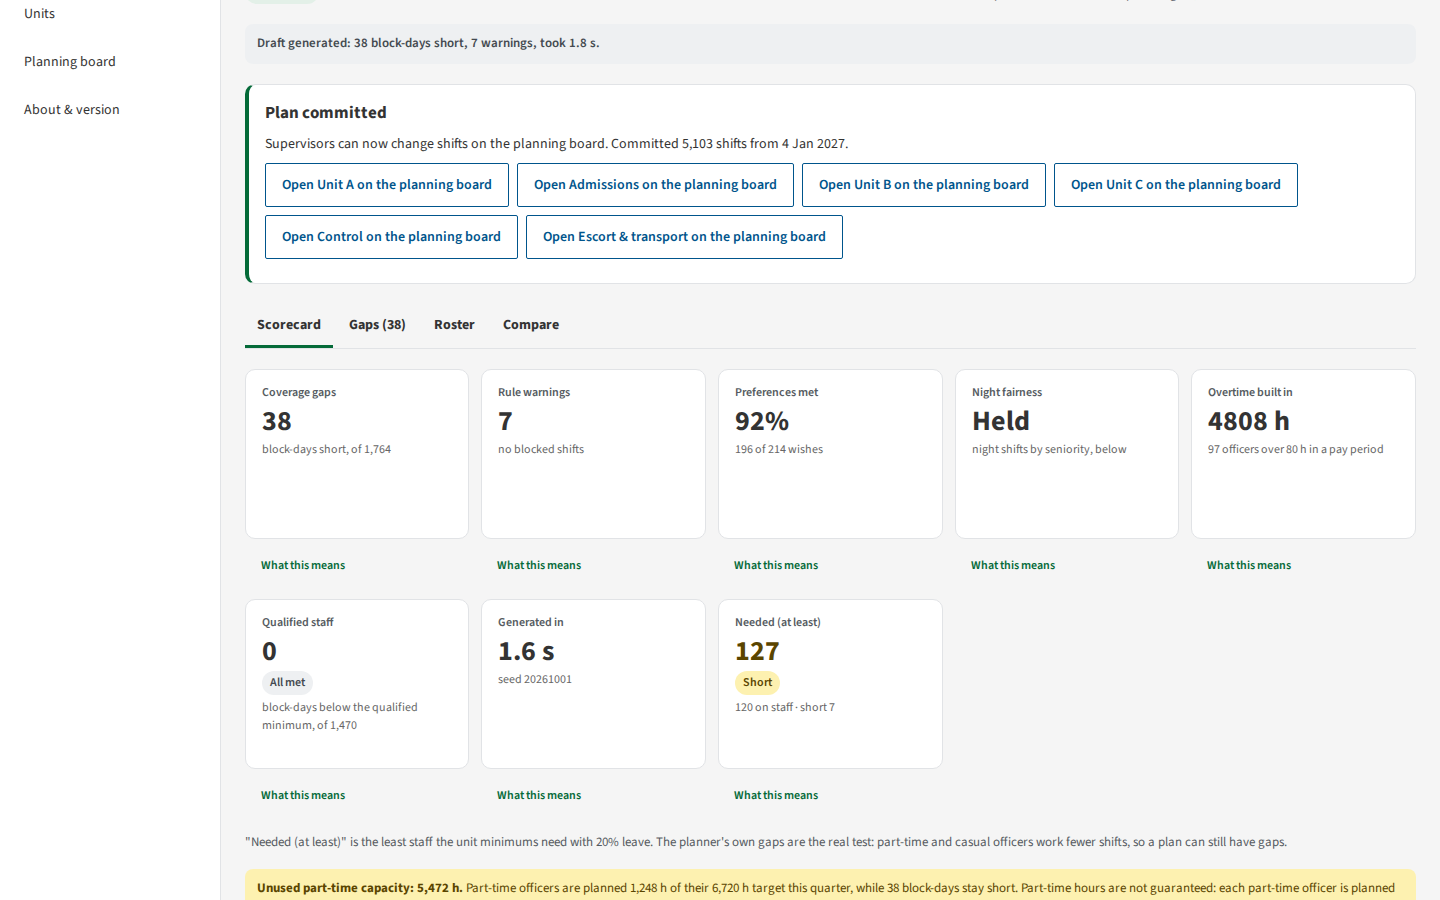 Units
Planning board
About & version
Draft generated: 38 block-days short, 7 warnings, took 1.8 s.
Plan committed
Supervisors can now change shifts on the planning board. Committed 5,103 shifts from 4 Jan 2027.
Open Unit A on the planning board
Open Admissions on the planning board
Open Unit B on the planning board
Open Unit C on the planning board
Open Control on the planning board
Open Escort & transport on the planning board
Scorecard
Gaps (38)
Roster
Compare
Coverage gaps
38
block-days short, of 1,764
What this means
Rule warnings
7
no blocked shifts
What this means
Preferences met
92%
196 of 214 wishes
What this means
Night fairness
Held
night shifts by seniority, below
What this means
Overtime built in
4808 h
97 officers over 80 h in a pay period
What this means
Qualified staff
0
All met
block-days below the qualified
minimum, of 1,470
What this means
Generated in
1.6 s
seed 20261001
What this means
Needed (at least)
127
Short
120 on staff · short 7
What this means
"Needed (at least)" is the least staff the unit minimums need with 20% leave. The planner's own gaps are the real test: part-time and casual officers work fewer shifts, so a plan can still have gaps.
Unused part-time capacity: 5,472 h. Part-time officers are planned 1,248 h of their 6,720 h target this quarter, while 38 block-days stay short. Part-time hours are not guaranteed: each part-time officer is planned